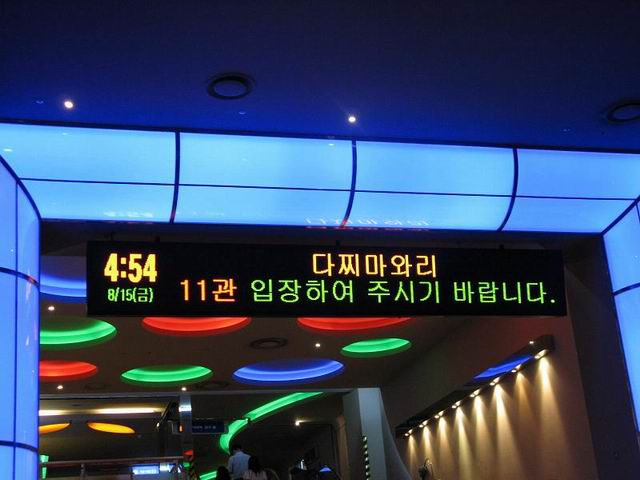 4:54
다찌마와리
8/15(금)
11관 입장하여 주시기 바랍니다.